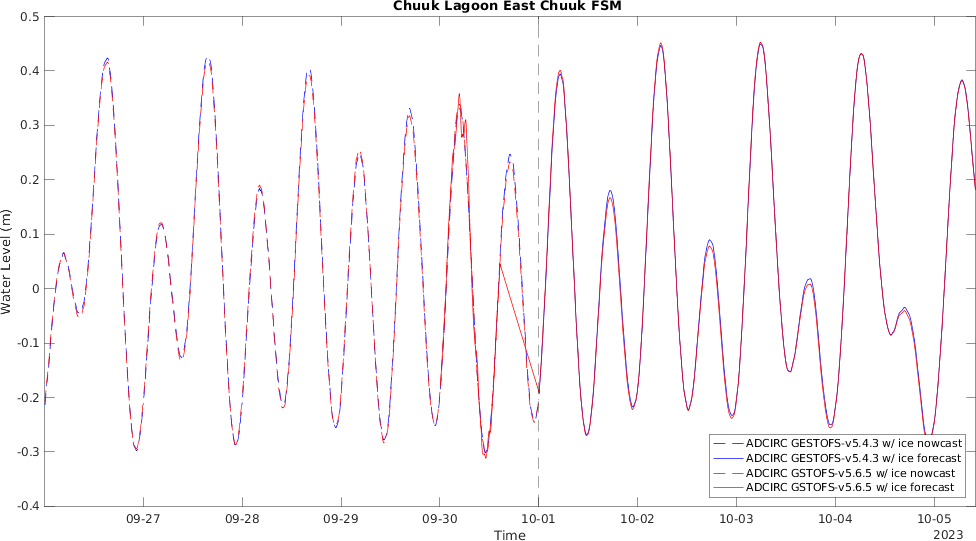 Chuuk Lagoon East Chuuk FSM
Water Level (m)
0.5
0.4
0.3
0.2
0.1
0
-0.1
-0.2
-0.3
-0.4
09-27
09-28
09-29
09-30
10-01
10-02
10-03
10-04
10-05
2023
Time
ADCIRC GESTOFS-v5.4.3 w/ ice nowcast
ADCIRC GESTOFS-v5.4.3 w/ ice forecast
ADCIRC GSTOFS-v5.6.5 w/ ice nowcast
ADCIRC GSTOFS-v5.6.5 w/ ice forecast